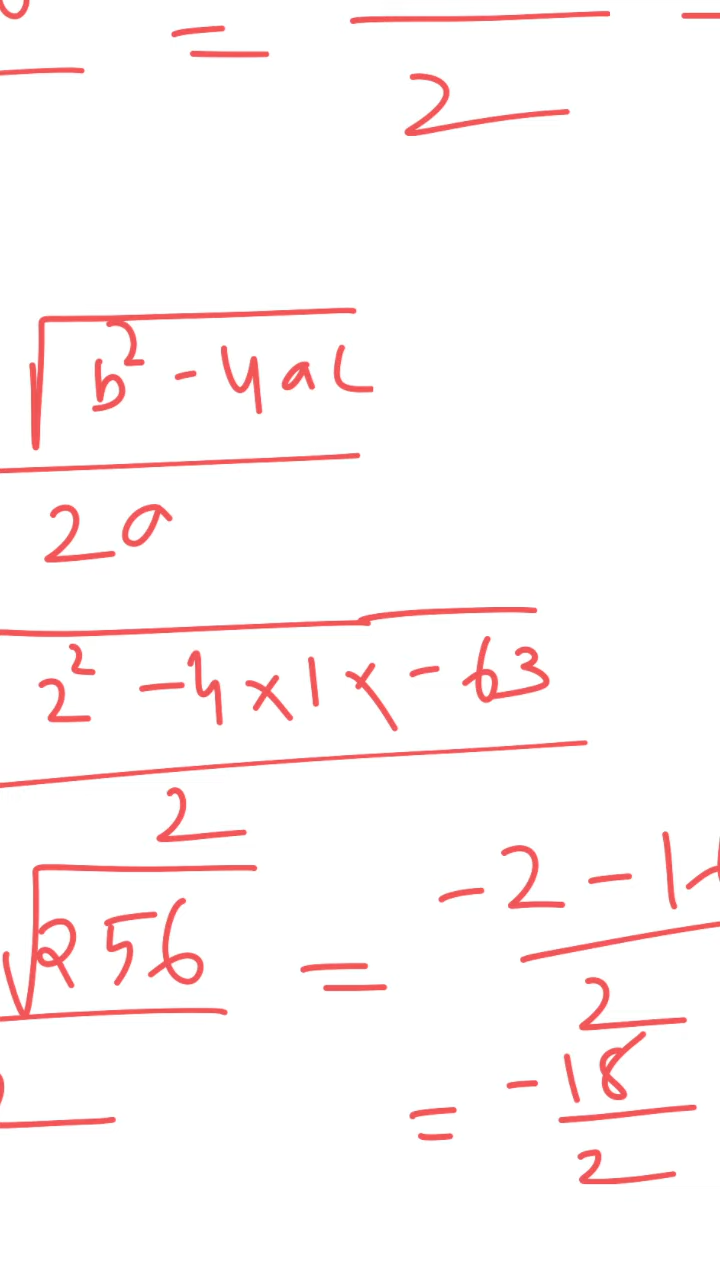 =
2
√b² - 4ac
2a
2² - 4 x 1 x - 63
2
√256 = -2 - 1
2
= -18
2